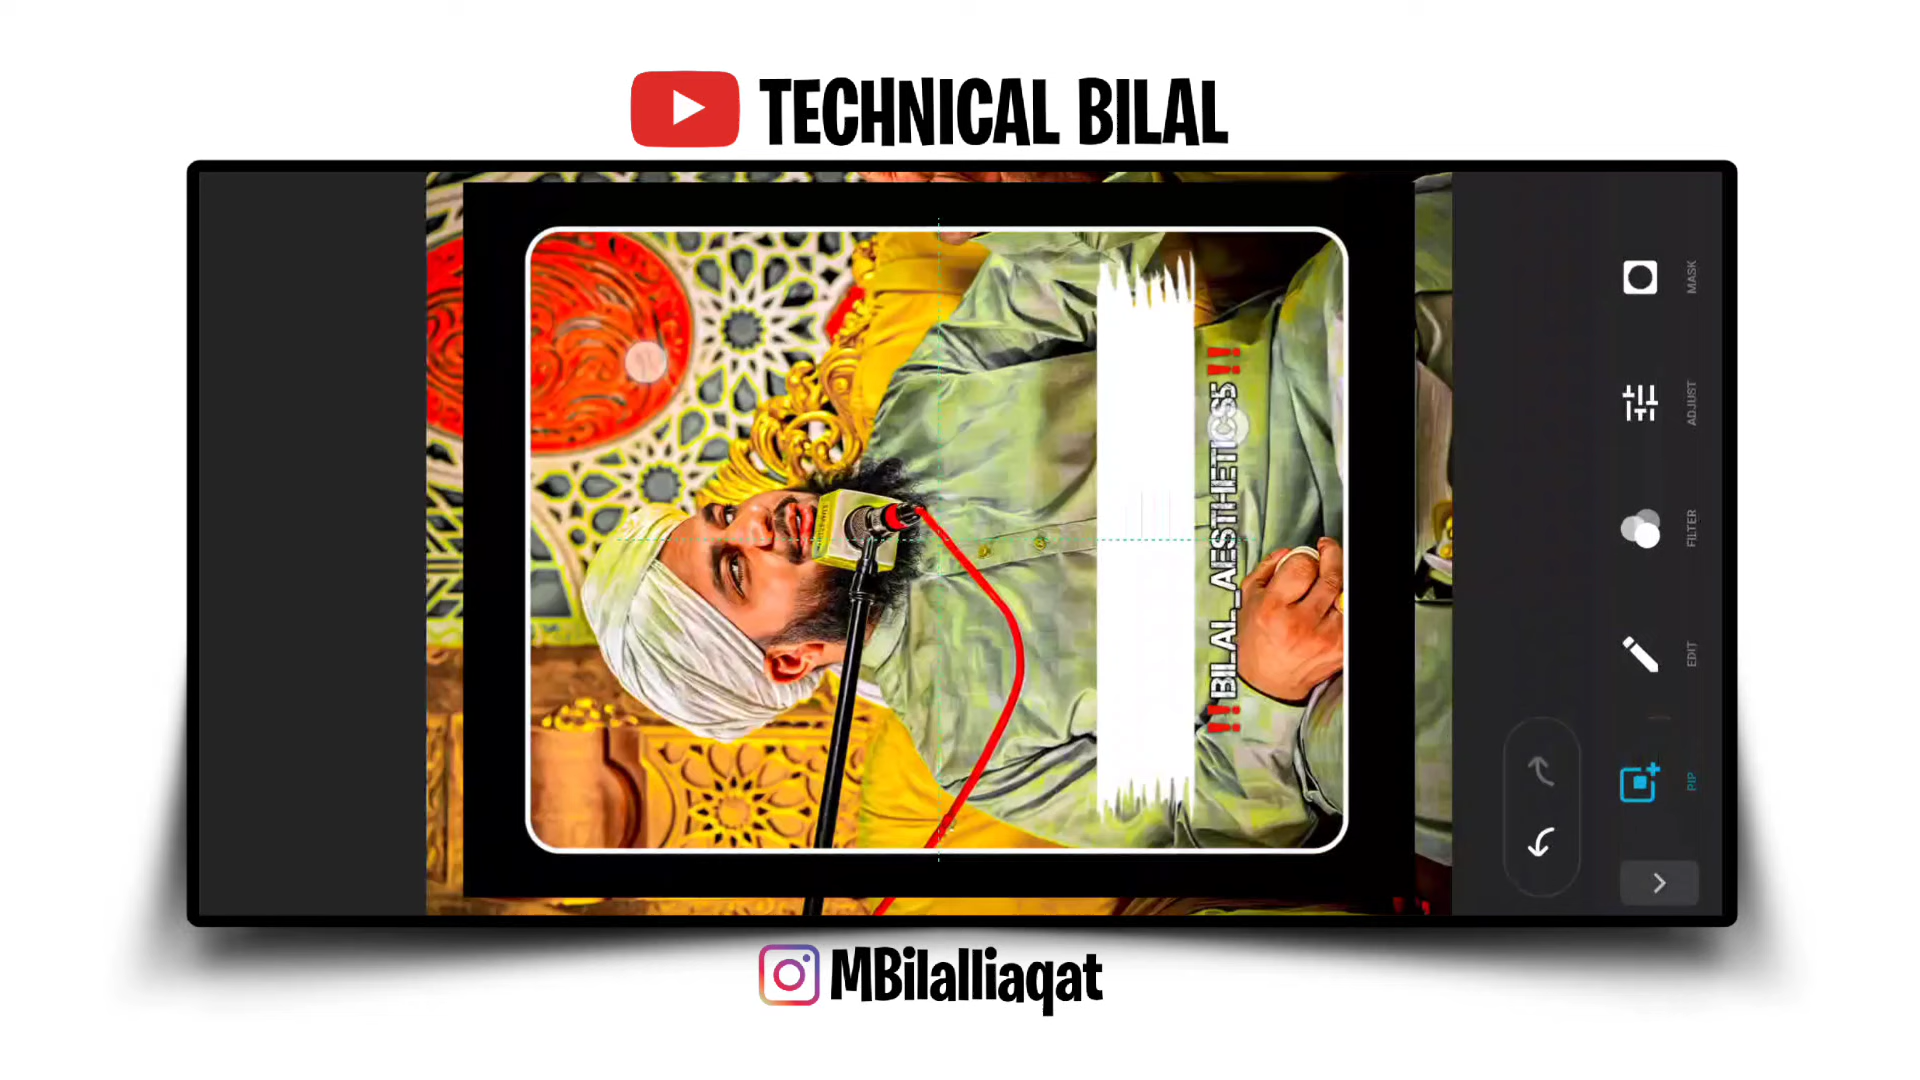 TECHNICAL BILAL
‼BILAL_AESTHETICS‼
MASK
ADJUST
FILTER
EDIT
PIP
MBilalliaqat